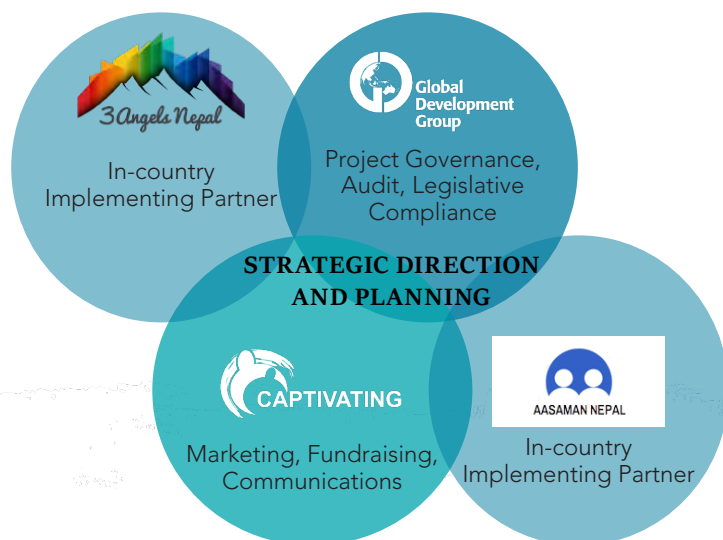 3Angels Nepal
In-country
Implementing Partner
Global
Development
Group
Project Governance,
Audit, Legislative
Compliance
STRATEGIC DIRECTION
AND PLANNING
CAPTIVATING
Marketing, Fundraising,
Communications
AASAMAN NEPAL
In-country
Implementing Partner